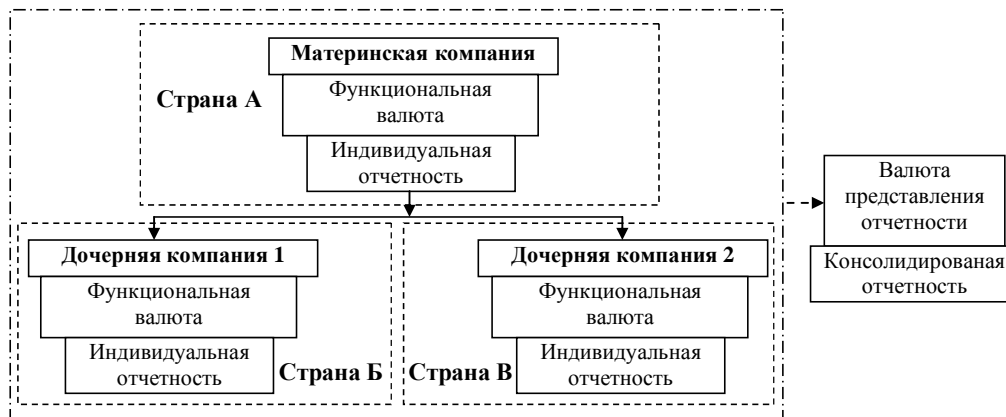 Материнская компания
Функциональная
валюта
Страна А
Индивидуальная
отчетность
Валюта
представления
отчетности
Консолидированая
отчетность
Дочерняя компания 1
Функциональная
валюта
Индивидуальная
отчетность
Страна Б
Дочерняя компания 2
Функциональная
валюта
Индивидуальная
отчетность
Страна В